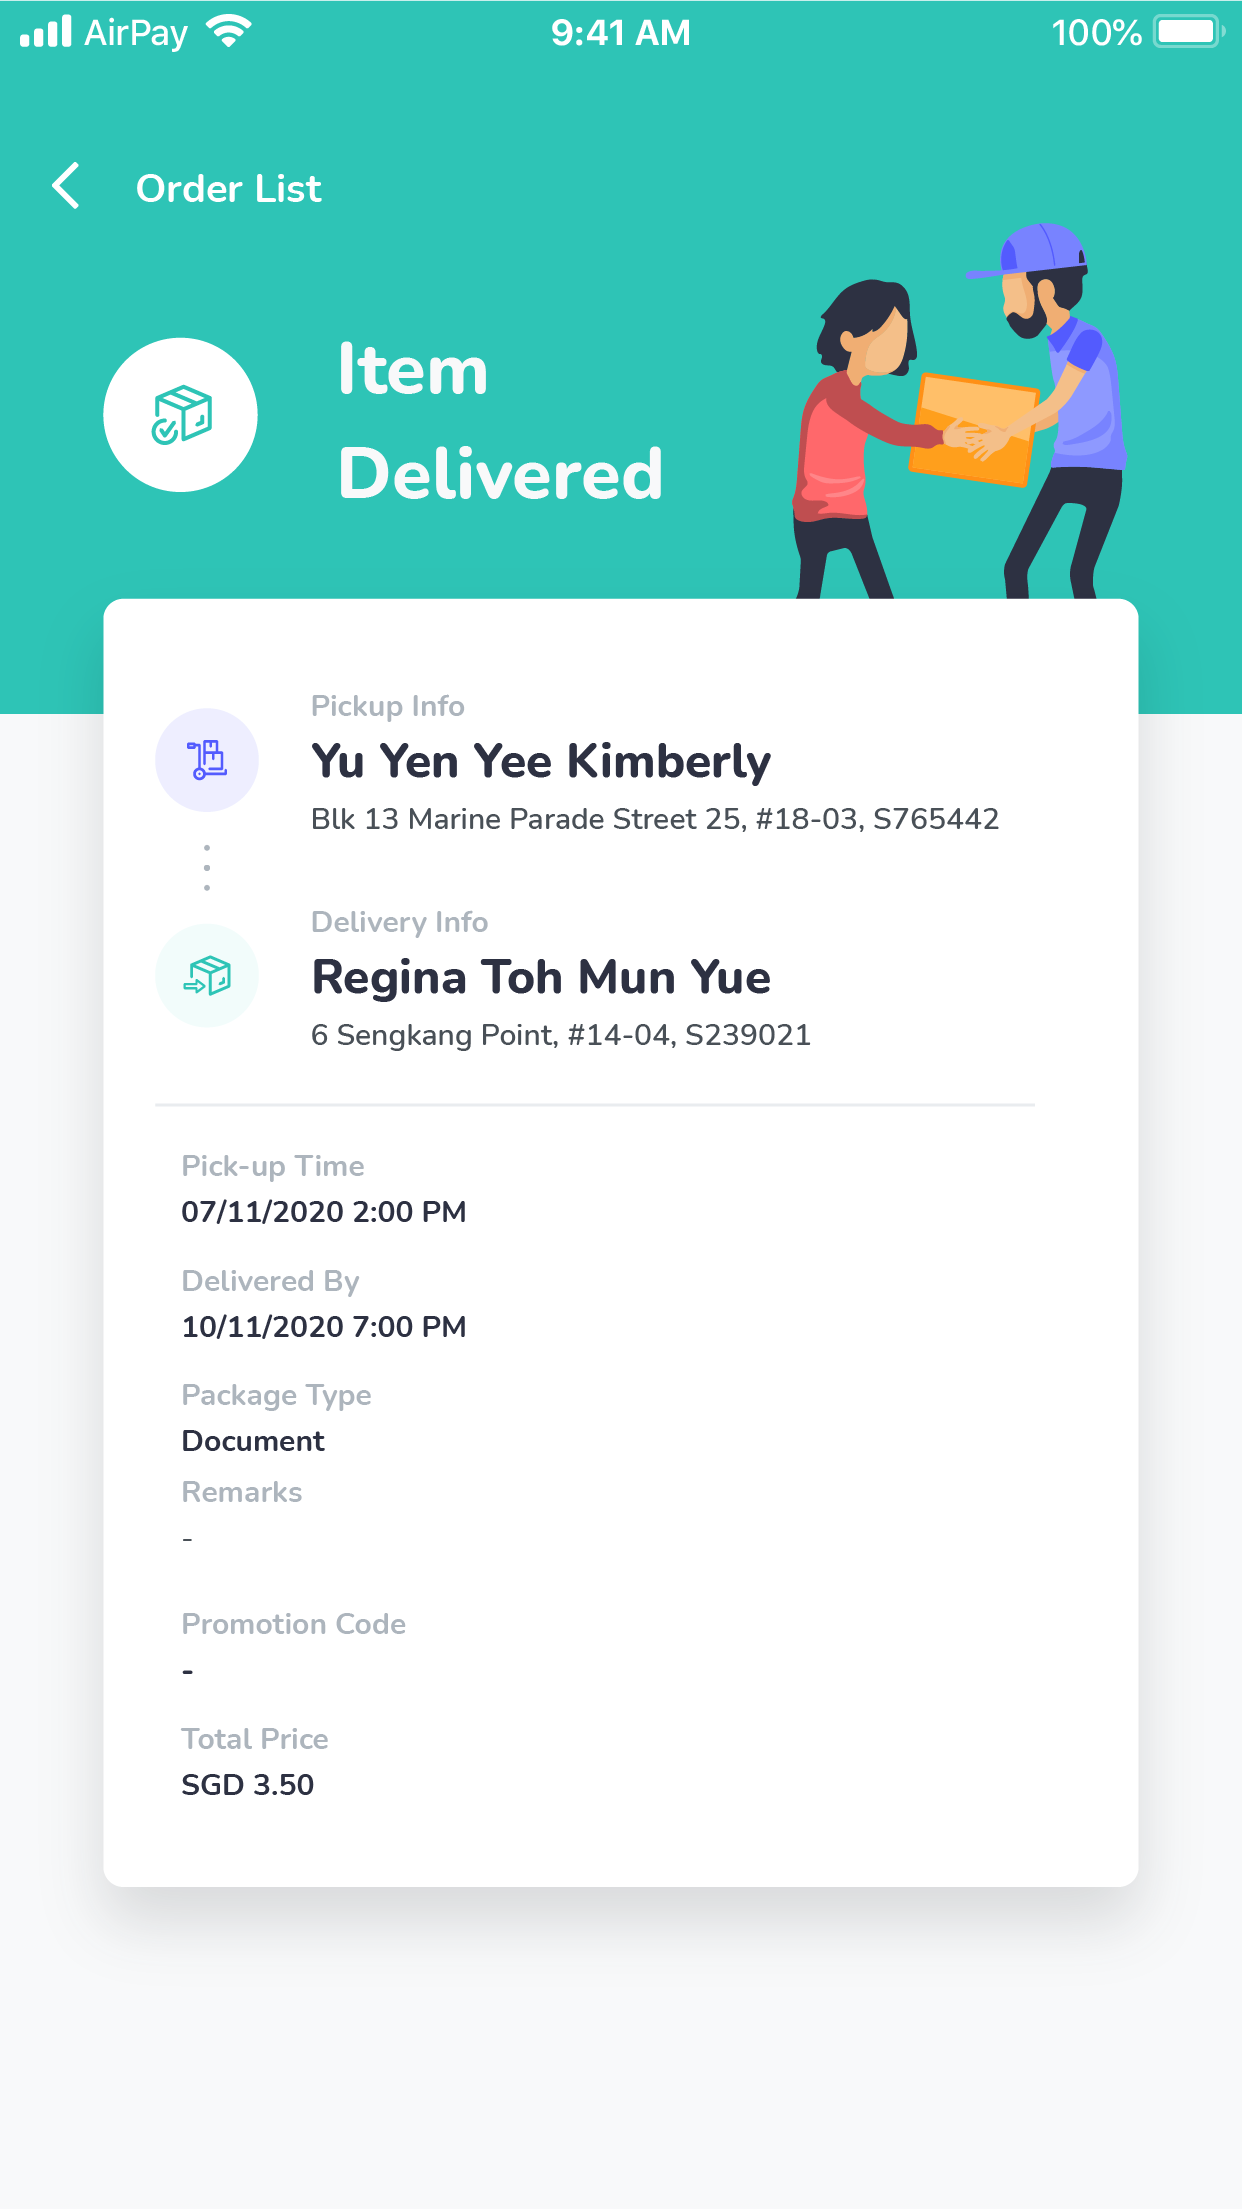 AirPay 9:41 AM 100%
Order List
Item
Delivered
Pickup Info
Yu Yen Yee Kimberly
Blk 13 Marine Parade Street 25, #18-03, S765442
Delivery Info
Regina Toh Mun Yue
6 Sengkang Point, #14-04, S239021
Pick-up Time
07/11/2020 2:00 PM
Delivered By
10/11/2020 7:00 PM
Package Type
Document
Remarks
-
Promotion Code
-
Total Price
SGD 3.50